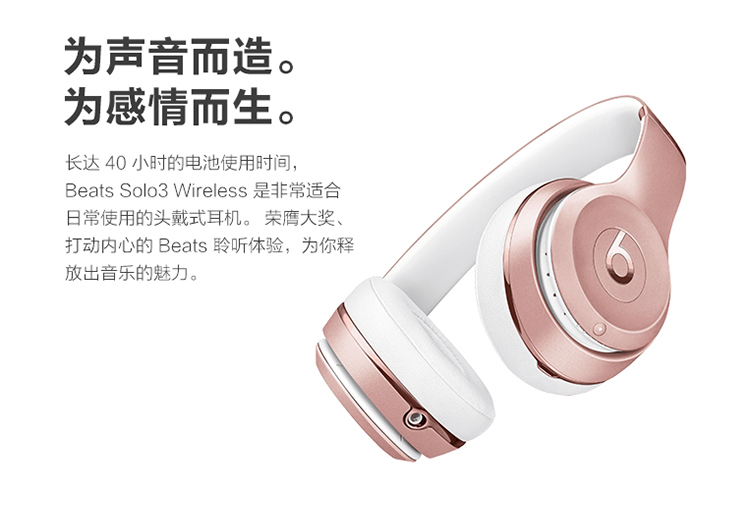 为声音而造。
为感情而生。
长达 40 小时的电池使用时间，
Beats Solo3 Wireless 是非常适合
日常使用的头戴式耳机。 荣膺大奖、
打动内心的 Beats 聆听体验，为你释
放出音乐的魅力。